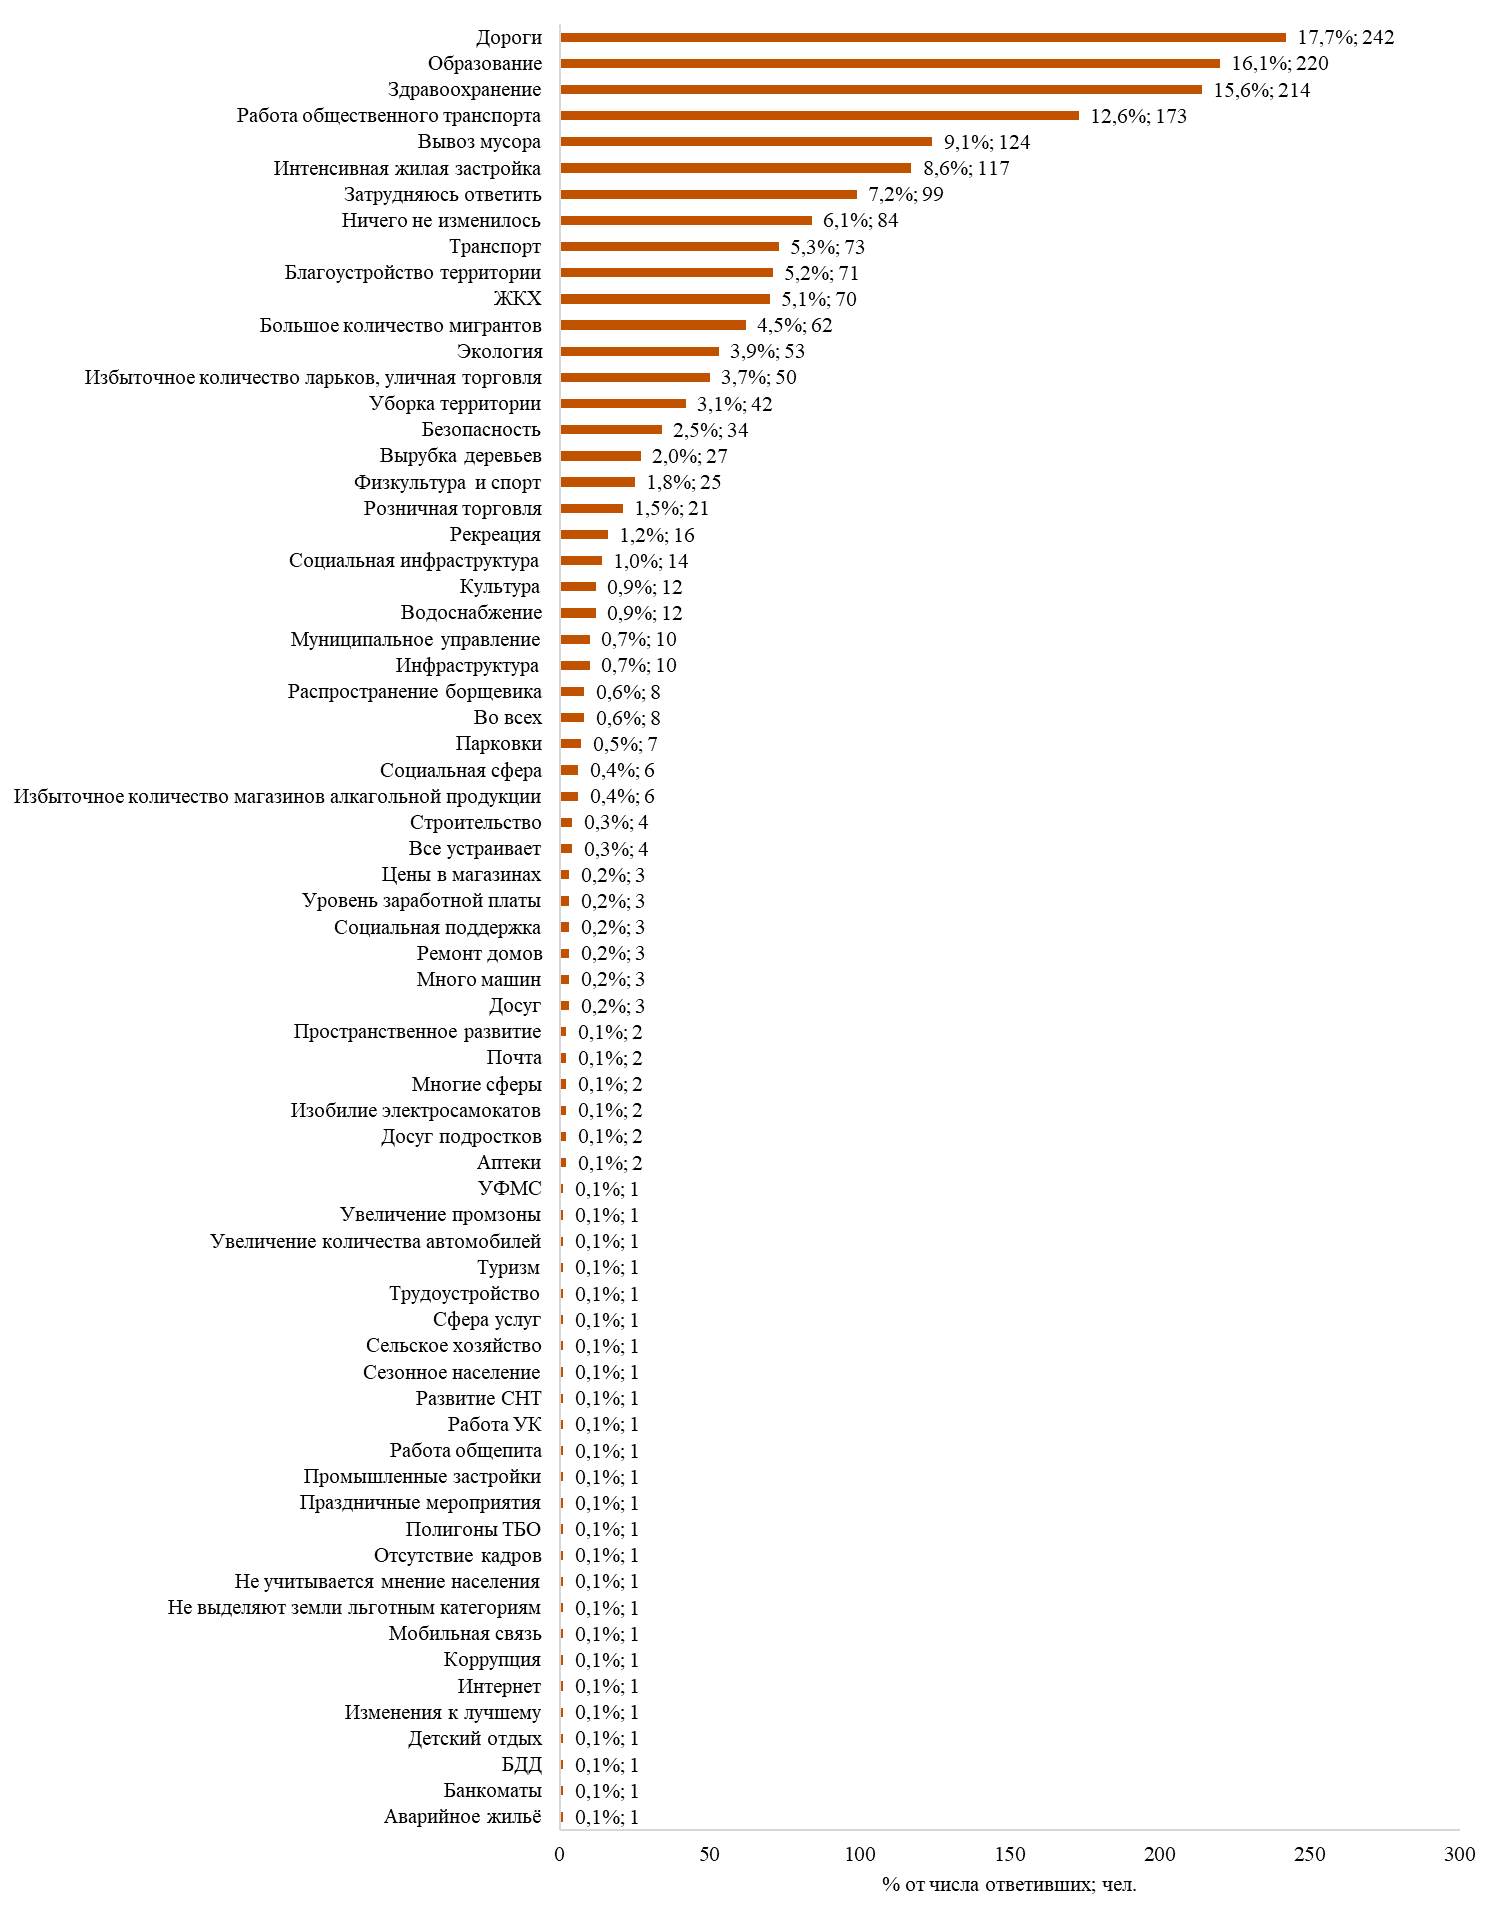 Дороги 17,7%; 242
Образование 16,1%; 220
Здравоохранение 15,6%; 214
Работа общественного транспорта 12,6%; 173
Вывоз мусора 9,1%; 124
Интенсивная жилая застройка 8,6%; 117
Затрудняюсь ответить 7,2%; 99
Ничего не изменилось 6,1%; 84
Транспорт 5,3%; 73
Благоустройство территории 5,2%; 71
ЖКХ 5,1%; 70
Большое количество мигрантов 4,5%; 62
Экология 3,9%; 53
Избыточное количество ларьков, уличная торговля 3,7%; 50
Уборка территории 3,1%; 42
Безопасность 2,5%; 34
Вырубка деревьев 2,0%; 27
Физкультура и спорт 1,8%; 25
Розничная торговля 1,5%; 21
Рекреация 1,2%; 16
Социальная инфраструктура 1,0%; 14
Культура 0,9%; 12
Водоснабжение 0,9%; 12
Муниципальное управление 0,7%; 10
Инфраструктура 0,7%; 10
Распространение борщевика 0,6%; 8
Во всех 0,6%; 8
Парковки 0,5%; 7
Социальная сфера 0,4%; 6
Избыточное количество магазинов алкагольной продукции 0,4%; 6
Строительство 0,3%; 4
Все устраивает 0,3%; 4
Цены в магазинах 0,2%; 3
Уровень заработной платы 0,2%; 3
Социальная поддержка 0,2%; 3
Ремонт домов 0,2%; 3
Много машин 0,2%; 3
Досуг 0,2%; 3
Пространственное развитие 0,1%; 2
Почта 0,1%; 2
Многие сферы 0,1%; 2
Изобилие электросамокатов 0,1%; 2
Досуг подростков 0,1%; 2
Аптеки 0,1%; 2
УФМС 0,1%; 1
Увеличение промзоны 0,1%; 1
Увеличение количества автомобилей 0,1%; 1
Туризм 0,1%; 1
Трудоустройство 0,1%; 1
Сфера услуг 0,1%; 1
Сельское хозяйство 0,1%; 1
Сезонное население 0,1%; 1
Развитие СНТ 0,1%; 1
Работа УК 0,1%; 1
Работа общепита 0,1%; 1
Промышленные застройки 0,1%; 1
Праздничные мероприятия 0,1%; 1
Полигоны ТБО 0,1%; 1
Отсутствие кадров 0,1%; 1
Не учитывается мнение населения 0,1%; 1
Не выделяют земли льготным категориям 0,1%; 1
Мобильная связь 0,1%; 1
Коррупция 0,1%; 1
Интернет 0,1%; 1
Изменения к лучшему 0,1%; 1
Детский отдых 0,1%; 1
БДД 0,1%; 1
Банкоматы 0,1%; 1
Аварийное жильё 0,1%; 1
0 50 100 150 200 250 300
% от числа ответивших; чел.